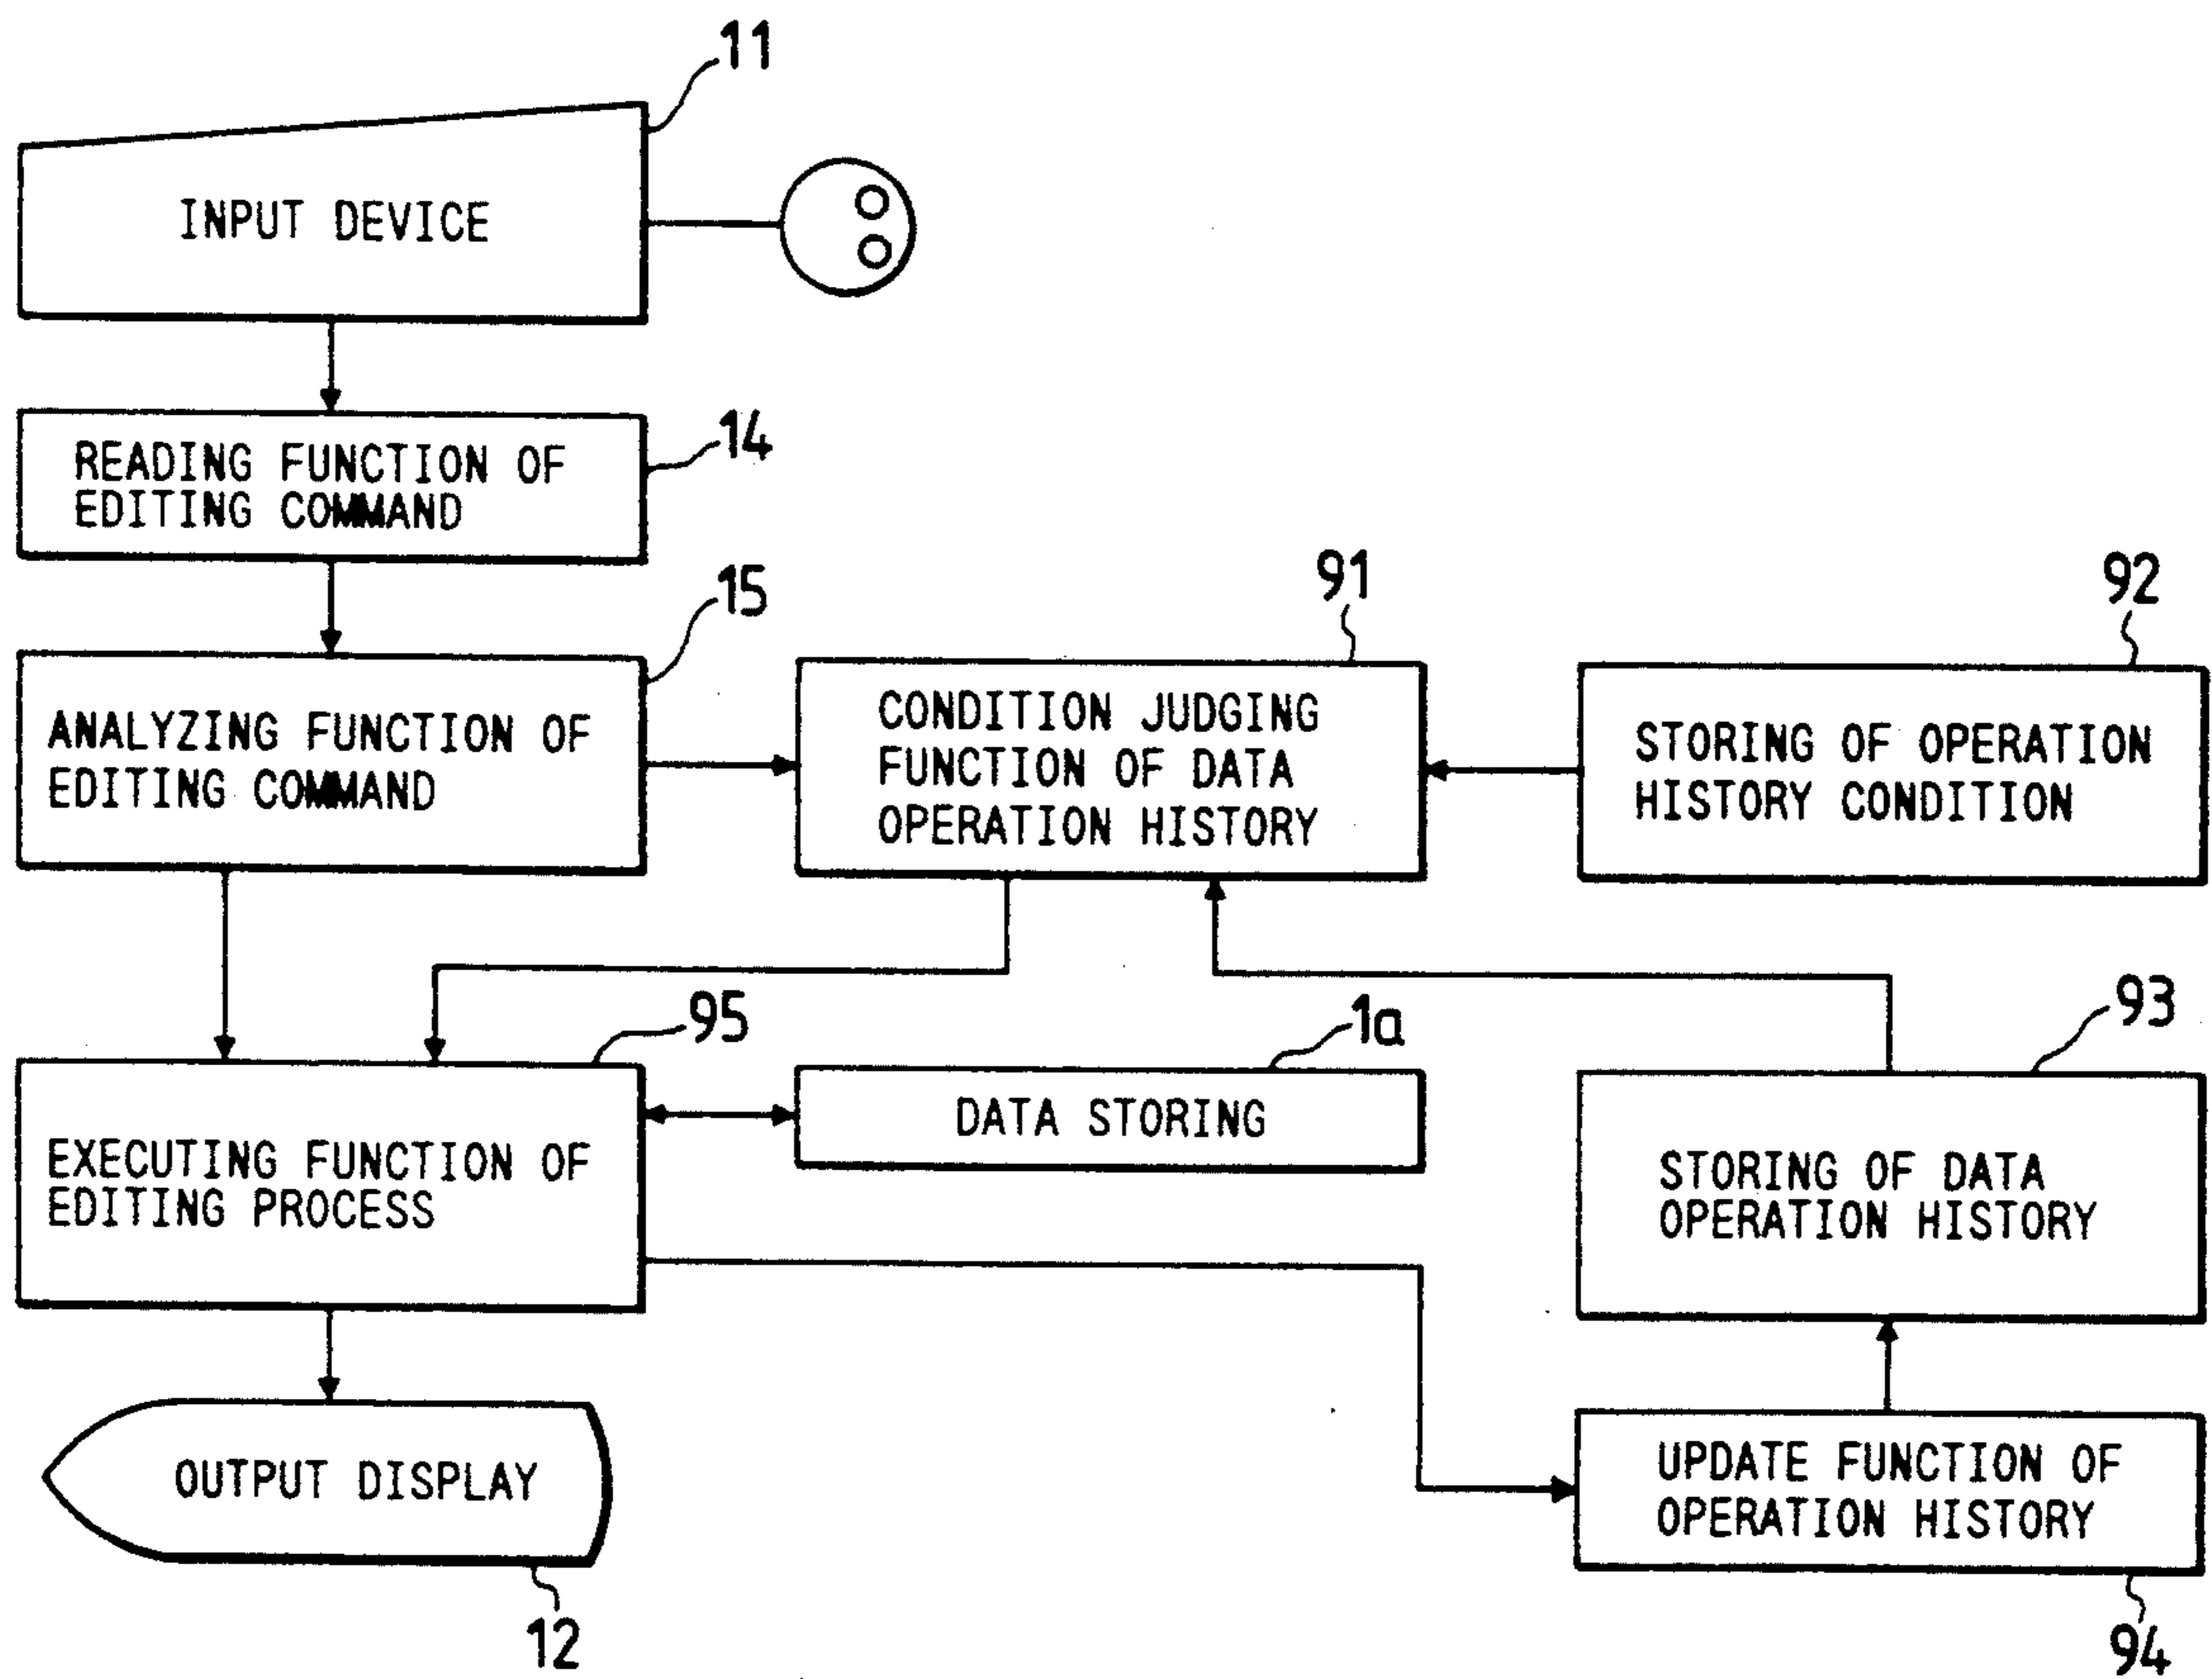 11
INPUT DEVICE
READING FUNCTION OF
EDITING COMMAND
14
15
ANALYZING FUNCTION OF
EDITING COMMAND
91
CONDITION JUDGING
FUNCTION OF DATA
OPERATION HISTORY
92
STORING OF OPERATION
HISTORY CONDITION
95
EXECUTING FUNCTION OF
EDITING PROCESS
1a
DATA STORING
93
STORING OF DATA
OPERATION HISTORY
OUTPUT DISPLAY
12
UPDATE FUNCTION OF
OPERATION HISTORY
94